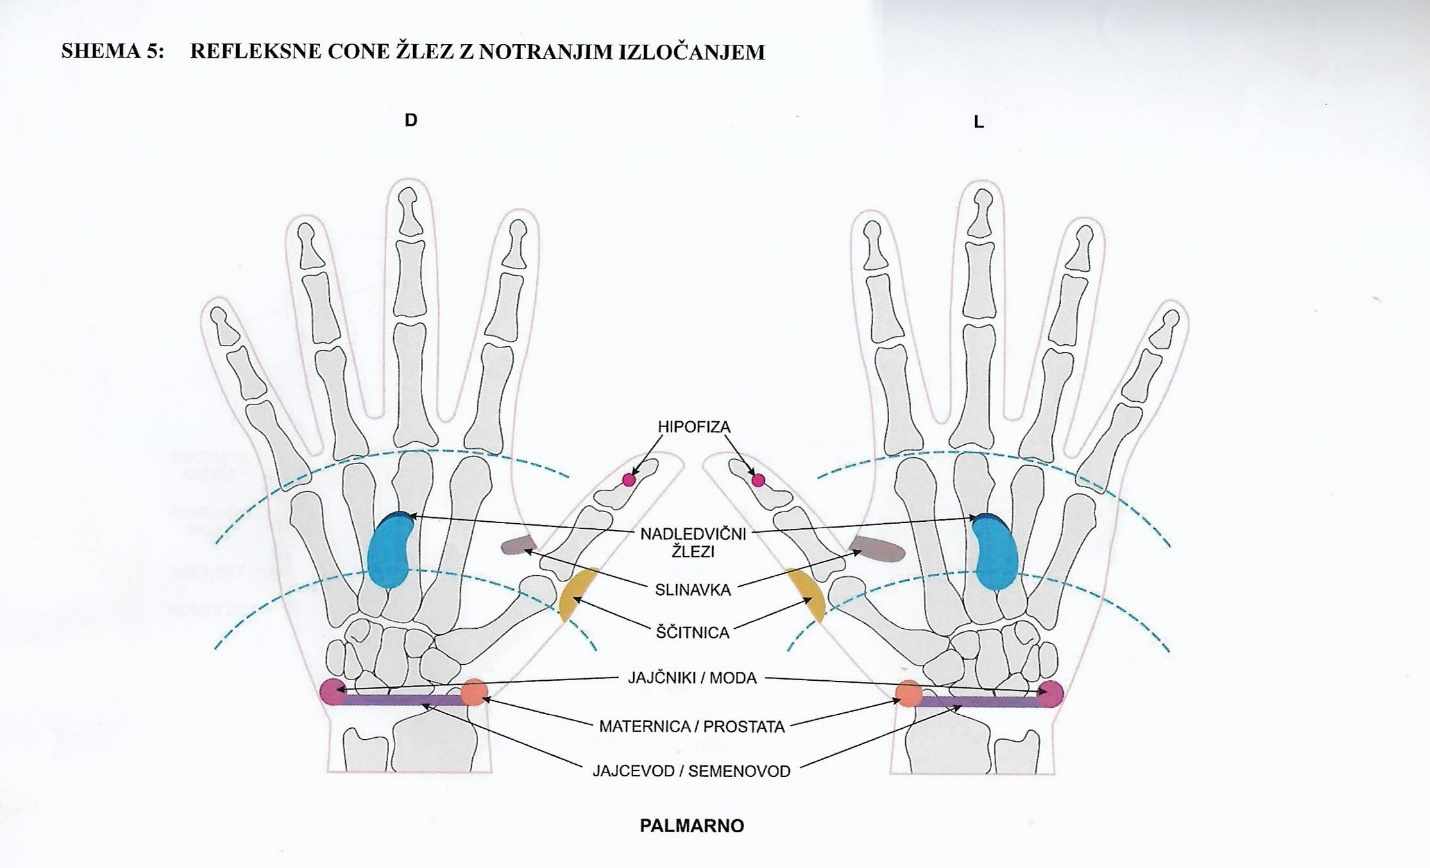 SHEMA 5: REFLEKSNE CONE ŽLEZ Z NOTRANJIM IZLOČANJEM
D
L
HIPOFIZA
NADLEDVIČNI
ŽLEZI
SLINAVKA
ŠČITNICA
JAJČNIKI / MODA
MATERNICA / PROSTATA
JAJCEVOD / SEMENOVOD
PALMARNO